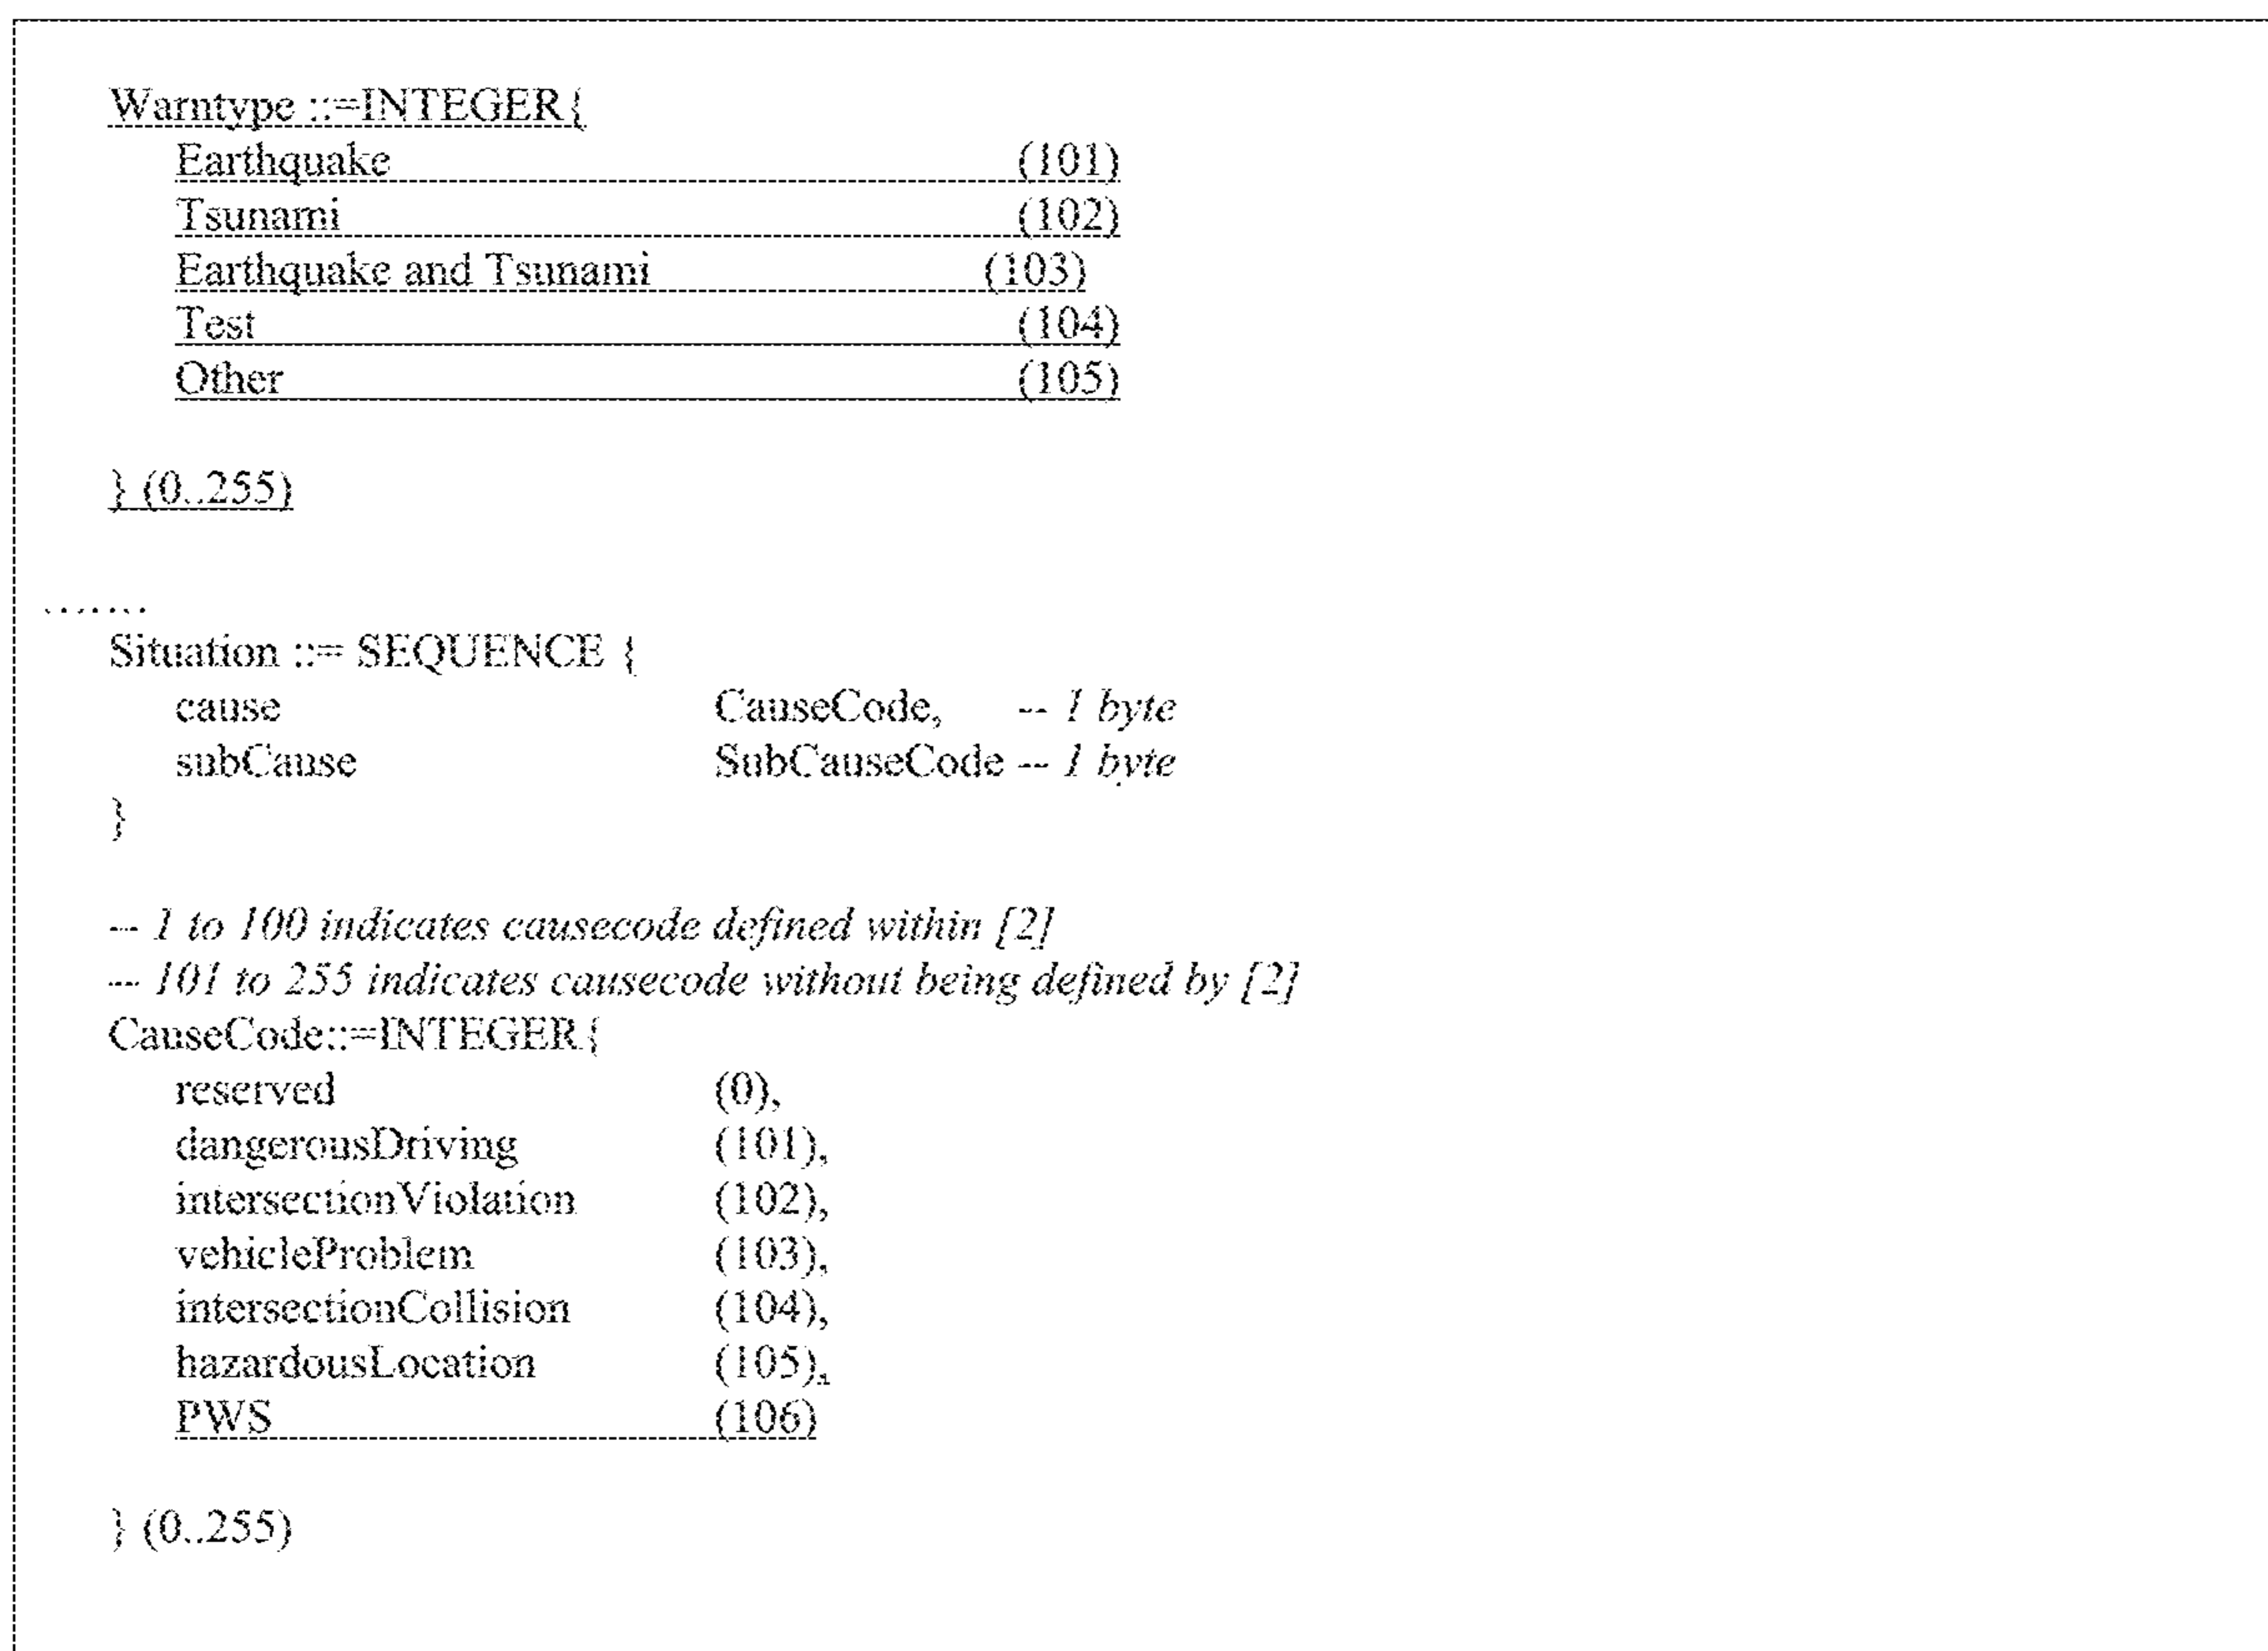 Warntype ::=INTEGER{
Earthquake (101)
Tsunami (102)
Earthquake and Tsunami (103)
Test (104)
Other (105)
} (0..255)
.......
Situation ::= SEQUENCE {
cause CauseCode, -- 1 byte
subCause SubCauseCode -- 1 byte
}
-- 1 to 100 indicates causecode defined within [2]
-- 101 to 255 indicates causecode without being defined by [2]
CauseCode::=INTEGER{
reserved (0),
dangerousDriving (101),
intersectionViolation (102),
vehicleProblem (103),
intersectionCollision (104),
hazardousLocation (105),
PWS (106)
} (0..255)